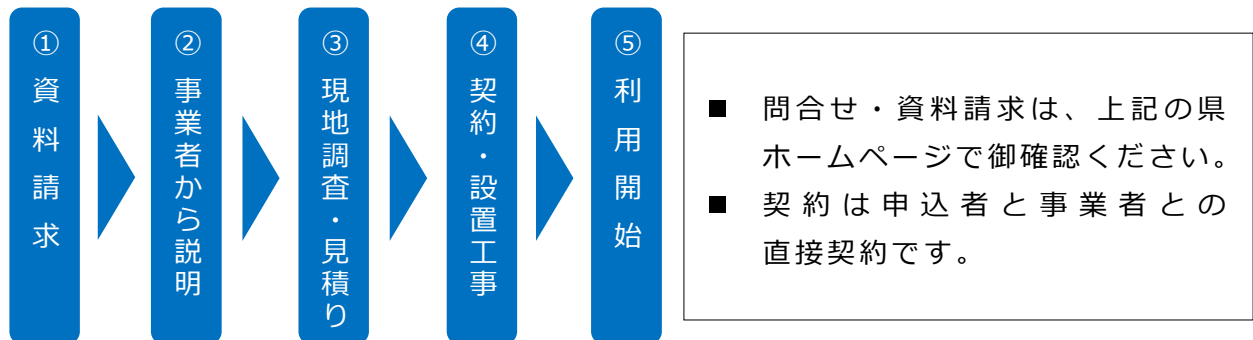 ①資料請求
②事業者から説明
③現地調査・見積り
④契約・設置工事
⑤利用開始
■ 問合せ・資料請求は、上記の県
ホームページで御確認ください。
■ 契約は申込者と事業者との
直接契約です。